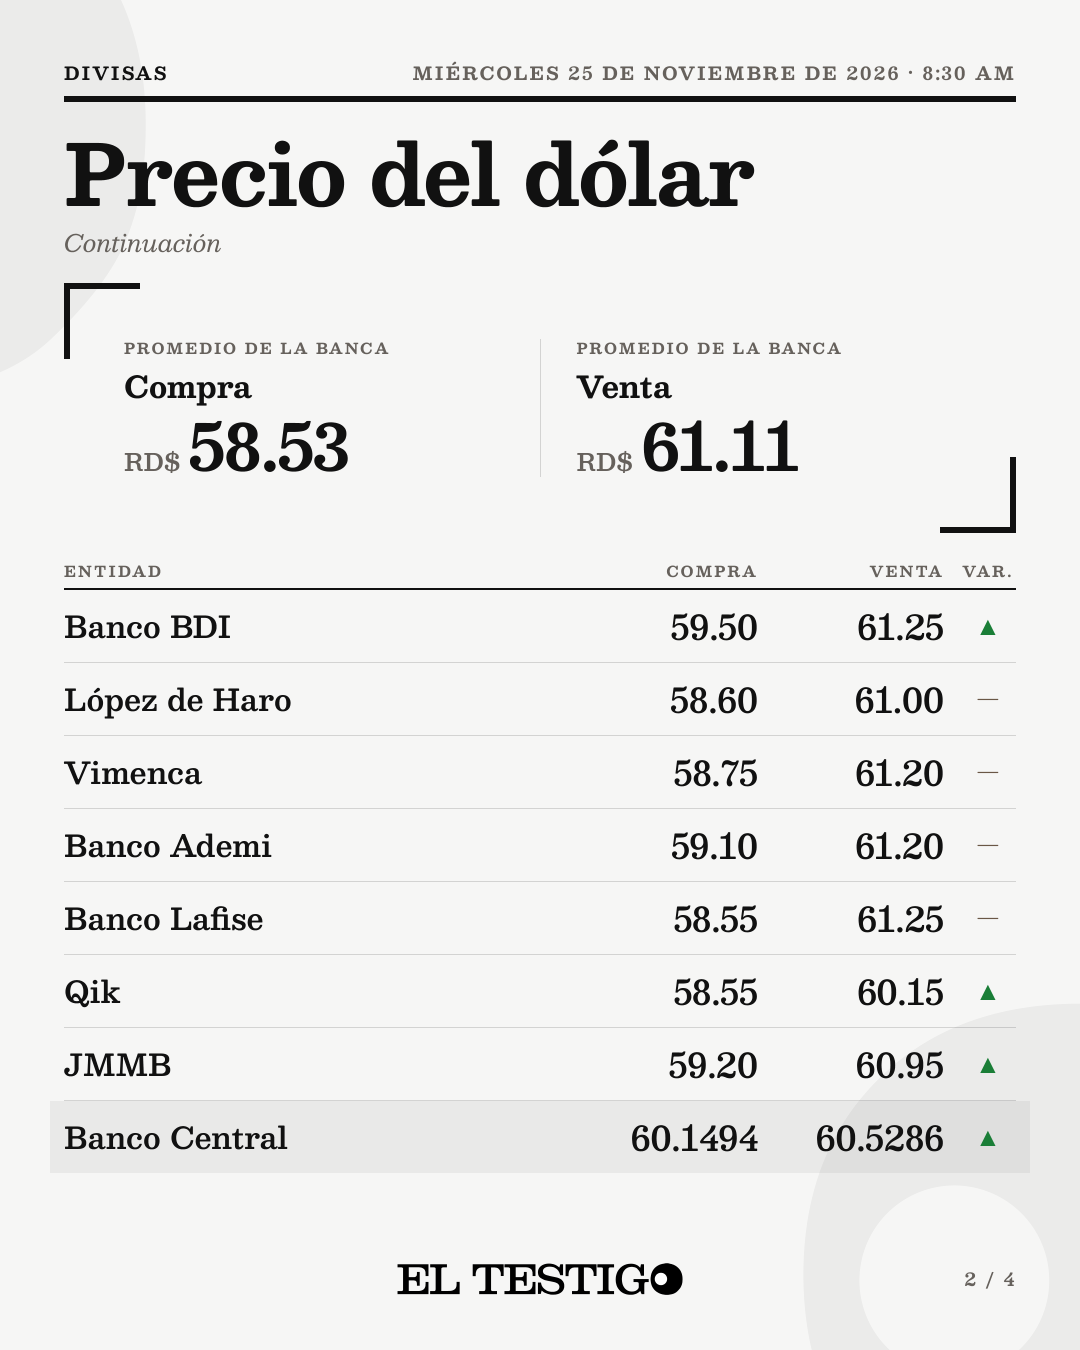 DIVISAS MIÉRCOLES 25 DE NOVIEMBRE DE 2026 · 8:30 AM
Precio del dólar
Continuación
PROMEDIO DE LA BANCA
Compra
RD$ 58.53
PROMEDIO DE LA BANCA
Venta
RD$ 61.11
ENTIDAD COMPRA VENTA VAR.
Banco BDI 59.50 61.25 ▲
López de Haro 58.60 61.00 —
Vimenca 58.75 61.20 —
Banco Ademi 59.10 61.20 —
Banco Lafise 58.55 61.25 —
Qik 58.55 60.15 ▲
JMMB 59.20 60.95 ▲
Banco Central 60.1494 60.5286 ▲
EL TESTIGO
2 / 4